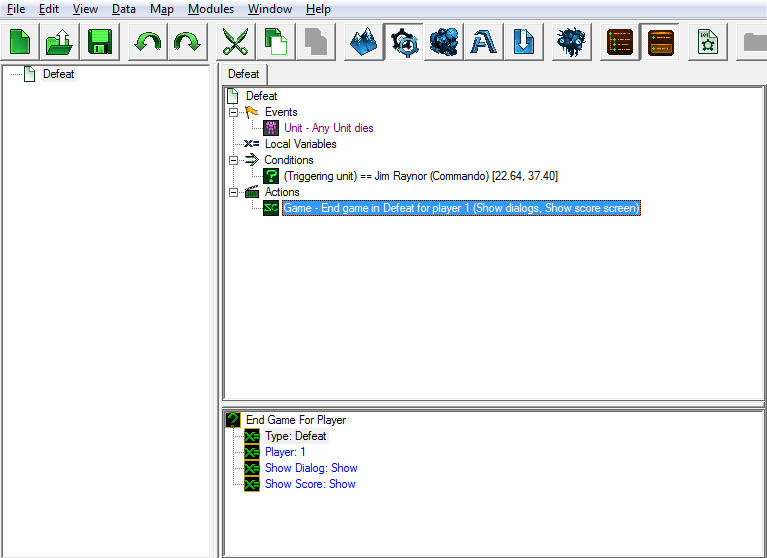 File Edit View Data Map Modules Window Help
Defeat
Defeat
Defeat
Events
Unit - Any Unit dies
Local Variables
Conditions
(Triggering unit) == Jim Raynor (Commando) [22.64, 37.40]
Actions
Game - End game in Defeat for player 1 (Show dialogs, Show score screen)
End Game For Player
Type: Defeat
Player: 1
Show Dialog: Show
Show Score: Show